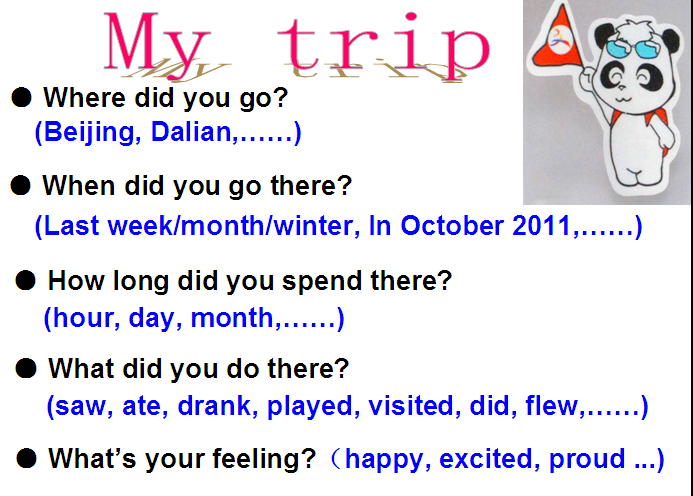 My trip
● Where did you go?
(Beijing, Dalian,……)
● When did you go there?
(Last week/month/winter, In October 2011,……)
● How long did you spend there?
(hour, day, month,……)
● What did you do there?
(saw, ate, drank, played, visited, did, flew,……)
● What’s your feeling?（happy, excited, proud ...)